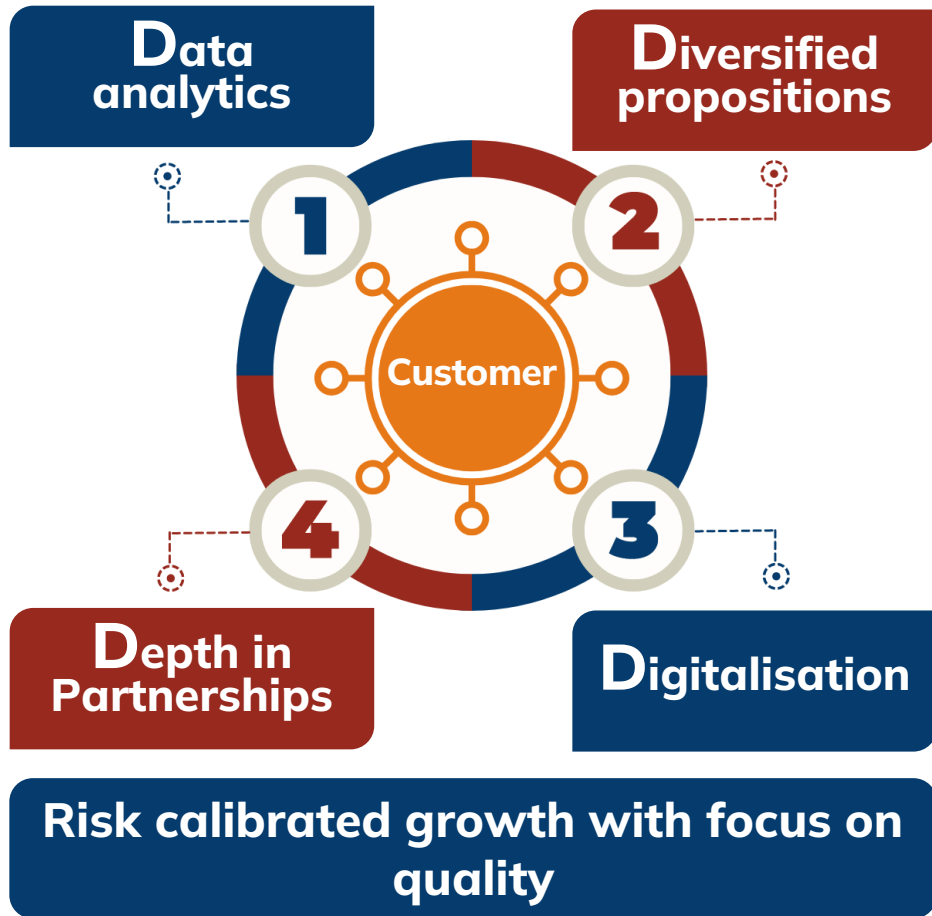 Data
analytics
Diversified
propositions
1
2
Customer
4
3
Depth in
Partnerships
Digitalisation
Risk calibrated growth with focus on
quality